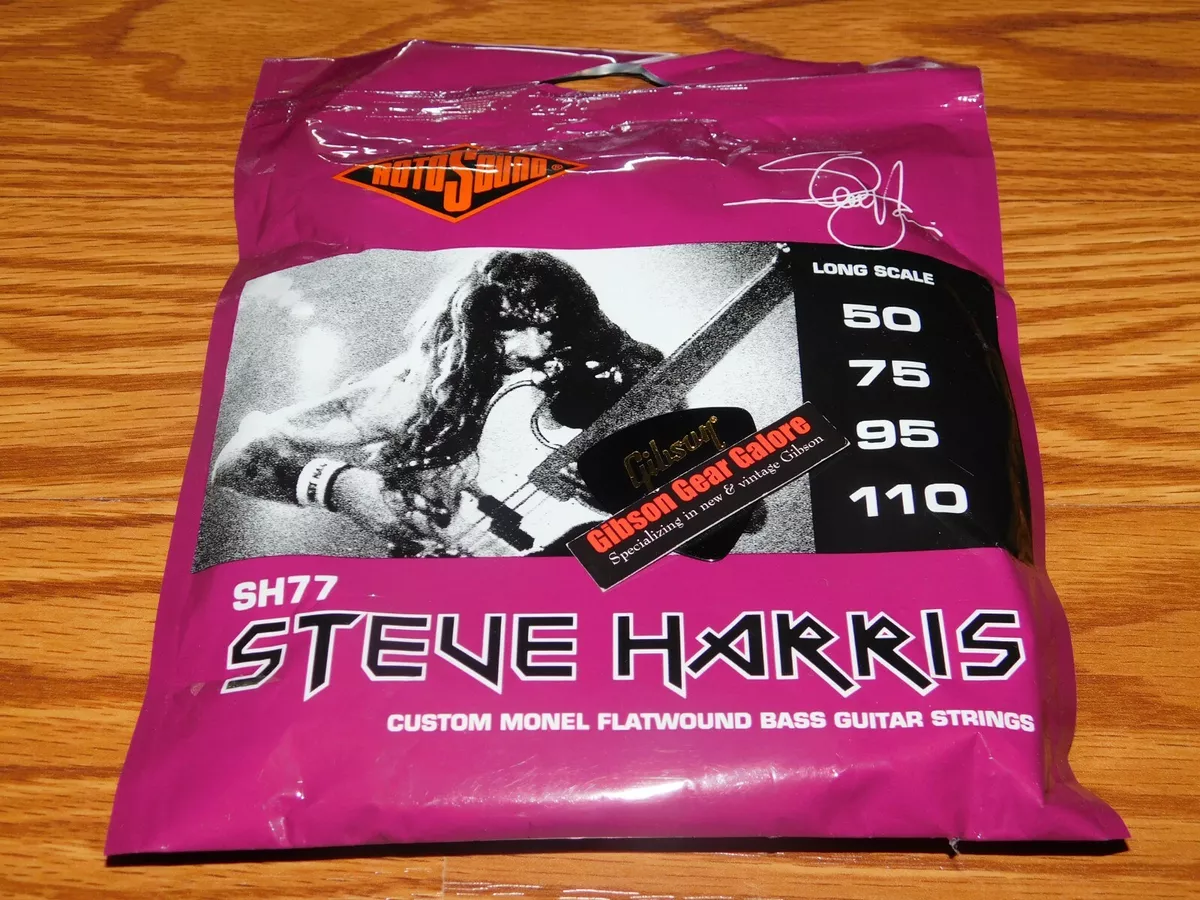 ROTOSOUND®
LONG SCALE
50
75
95
110
Gibson
Gibson Gear Galore
Specializing in new & vintage Gibson
SH77
STEVE HARRIS
CUSTOM MONEL FLATWOUND BASS GUITAR STRINGS